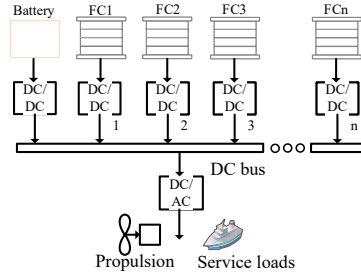 Battery FC1 FC2 FC3 FCn
DC/ DC/ DC/ DC/ DC/
DC DC DC DC DC
1 2 3 n
DC bus
DC/
AC
Propulsion Service loads